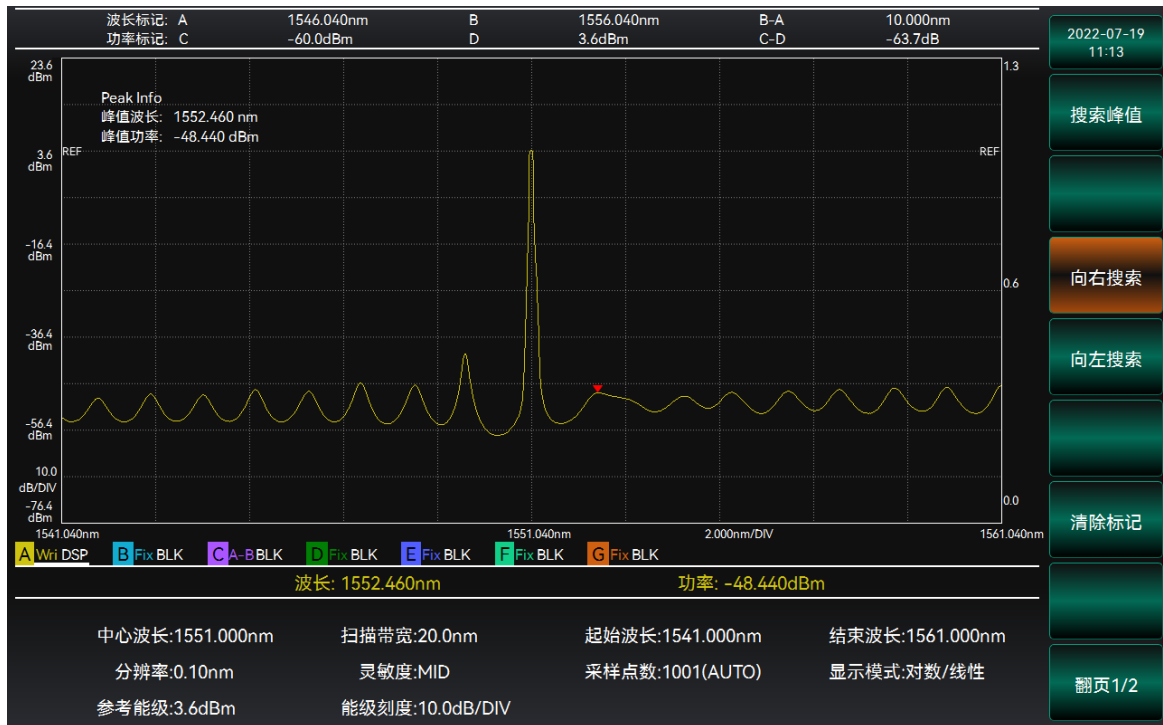 波长标记: A 1546.040nm B 1556.040nm B-A 10.000nm
功率标记: C -60.0dBm D 3.6dBm C-D -63.7dB
2022-07-19
11:13
23.6
dBm
1.3
Peak Info
峰值波长: 1552.460 nm
峰值功率: -48.440 dBm
搜索峰值
3.6
dBm
REF
REF
-16.4
dBm
向右搜索
0.6
-36.4
dBm
向左搜索
-56.4
dBm
10.0
dB/DIV
0.0
-76.4
dBm
清除标记
1541.040nm 1551.040nm 2.000nm/DIV 1561.040nm
A Wri DSP B Fix BLK C A-B BLK D Fix BLK E Fix BLK F Fix BLK G Fix BLK
波长: 1552.460nm 功率: -48.440dBm
中心波长:1551.000nm 扫描带宽:20.0nm 起始波长:1541.000nm 结束波长:1561.000nm
分辨率:0.10nm 灵敏度:MID 采样点数:1001(AUTO) 显示模式:对数/线性
翻页1/2
参考能级:3.6dBm 能级刻度:10.0dB/DIV